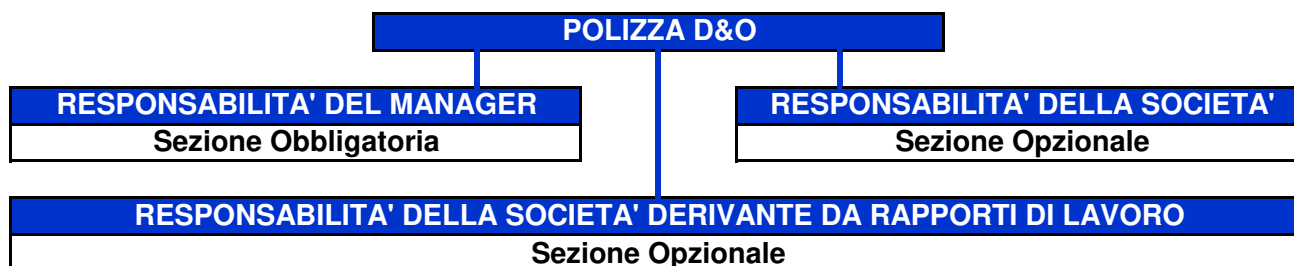 POLIZZA D&O
RESPONSABILITA' DEL MANAGER
Sezione Obbligatoria
RESPONSABILITA' DELLA SOCIETA'
Sezione Opzionale
RESPONSABILITA' DELLA SOCIETA' DERIVANTE DA RAPPORTI DI LAVORO
Sezione Opzionale